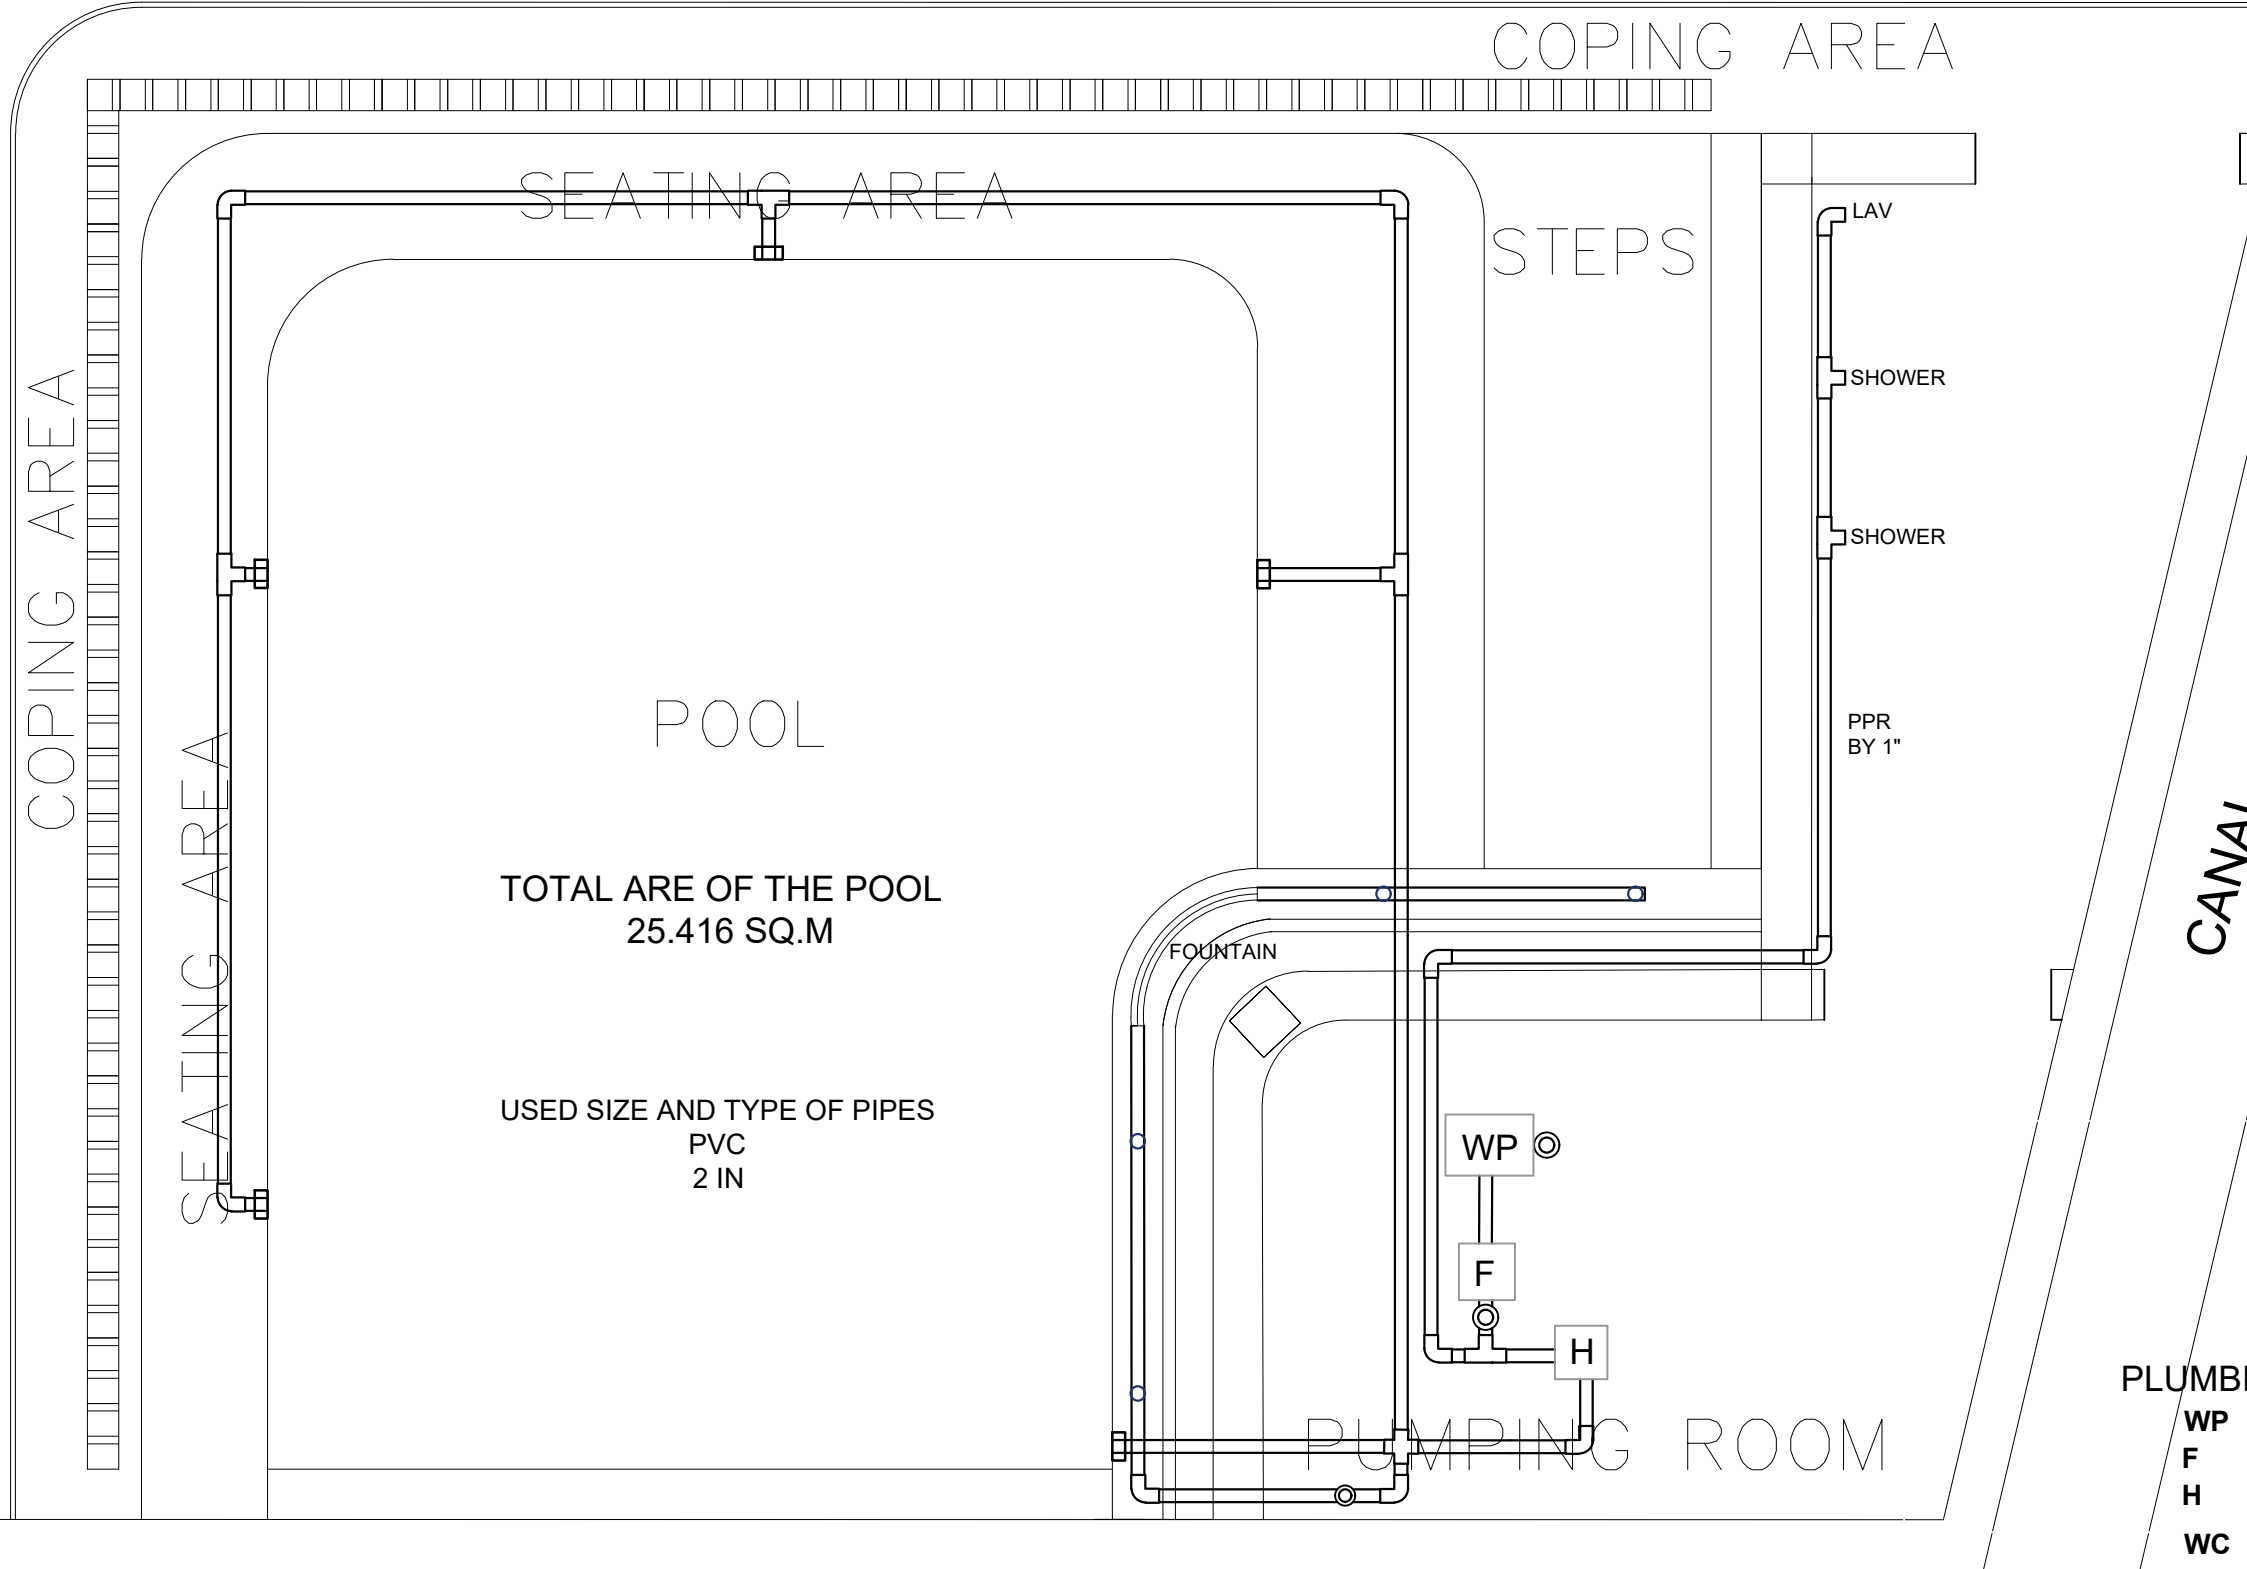 COPING AREA
SEATING AREA
LAV
STEPS
SHOWER
COPING AREA
SHOWER
POOL
PPR
BY 1"
SEATING AREA
TOTAL ARE OF THE POOL
25.416 SQ.M
FOUNTAIN
USED SIZE AND TYPE OF PIPES
PVC
2 IN
WP
F
H
PUMPING ROOM
WP
F
H
WC